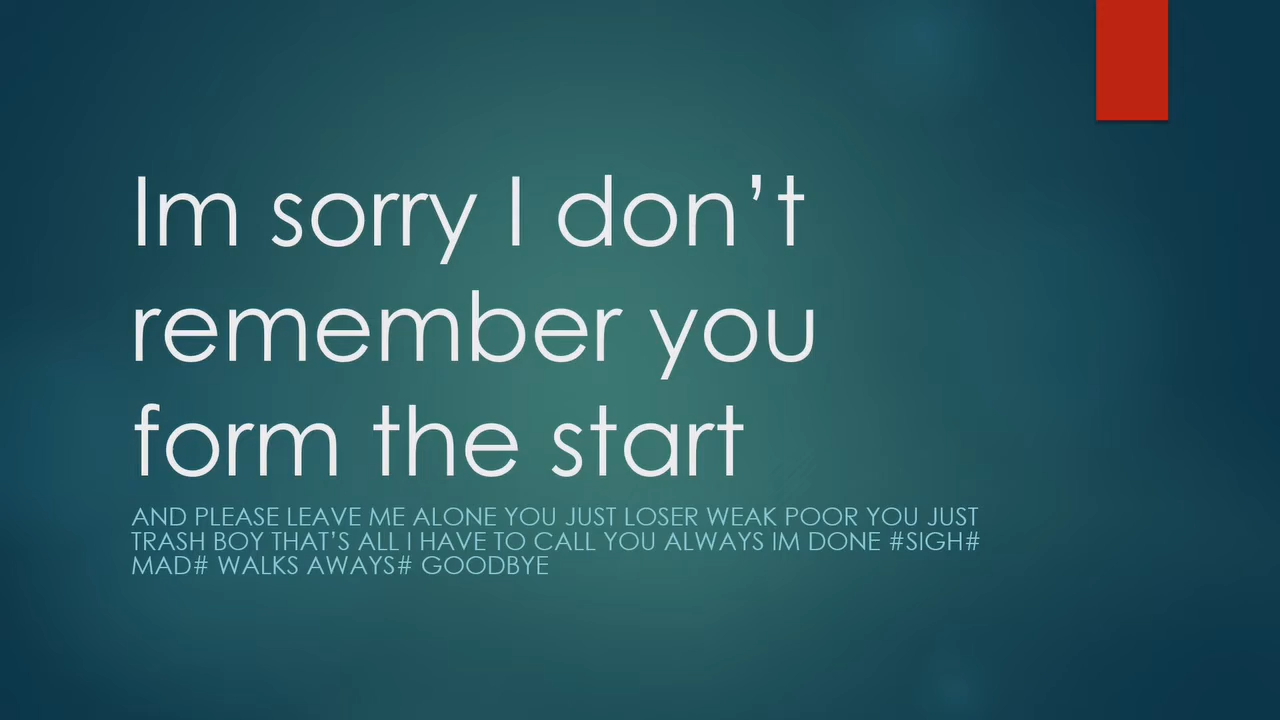 Im sorry I don’t
remember you
form the start
AND PLEASE LEAVE ME ALONE YOU JUST LOSER WEAK POOR YOU JUST
TRASH BOY THAT’S ALL I HAVE TO CALL YOU ALWAYS IM DONE #SIGH#
MAD# WALKS AWAYS# GOODBYE